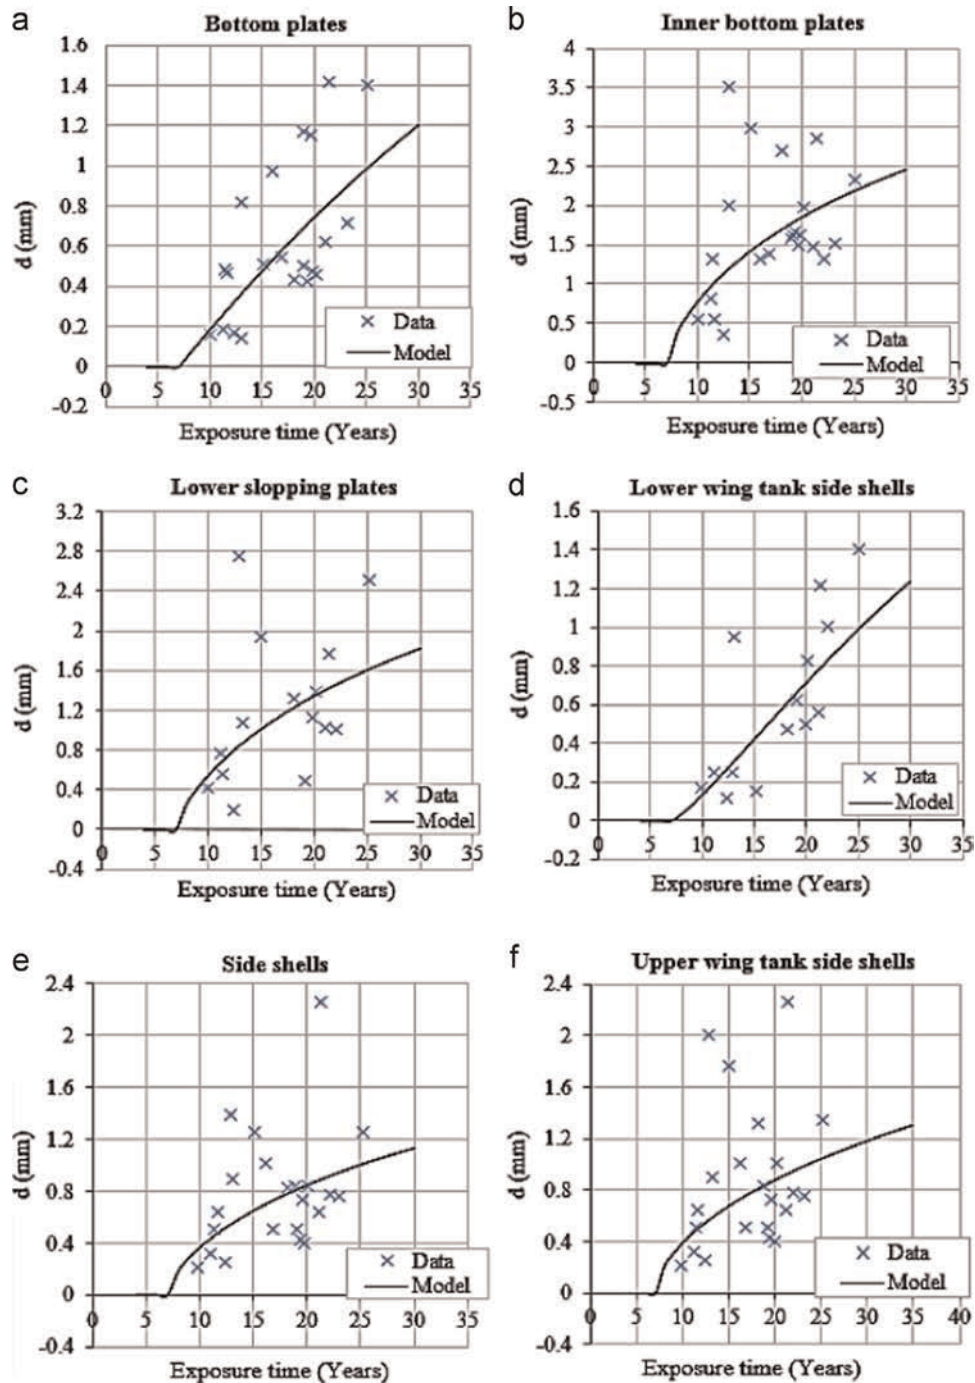 a
Bottom plates
1.6
1.4
1.2
1
0.8
0.6
0.4
0.2
0
-0.2
d (mm)
0 5 10 15 20 25 30 35
Exposure time (Years)
Data
Model
b
Inner bottom plates
4
3.5
3
2.5
2
1.5
1
0.5
0
-0.5
d (mm)
0 5 10 15 20 25 30 35
Exposure time (Years)
Data
Model
c
Lower slopping plates
3.2
2.8
2.4
2
1.6
1.2
0.8
0.4
0
-0.4
d (mm)
0 5 10 15 20 25 30 35
Exposure time (Years)
Data
Model
d
Lower wing tank side shells
1.6
1.4
1.2
1
0.8
0.6
0.4
0.2
0
-0.2
d (mm)
0 5 10 15 20 25 30 35
Exposure time (Years)
Data
Model
e
Side shells
2.4
2
1.6
1.2
0.8
0.4
0
-0.4
d (mm)
0 5 10 15 20 25 30 35
Exposure time (Years)
Data
Model
f
Upper wing tank side shells
2.4
2
1.6
1.2
0.8
0.4
0
-0.4
d (mm)
0 5 10 15 20 25 30 35 40
Exposure time (Years)
Data
Model